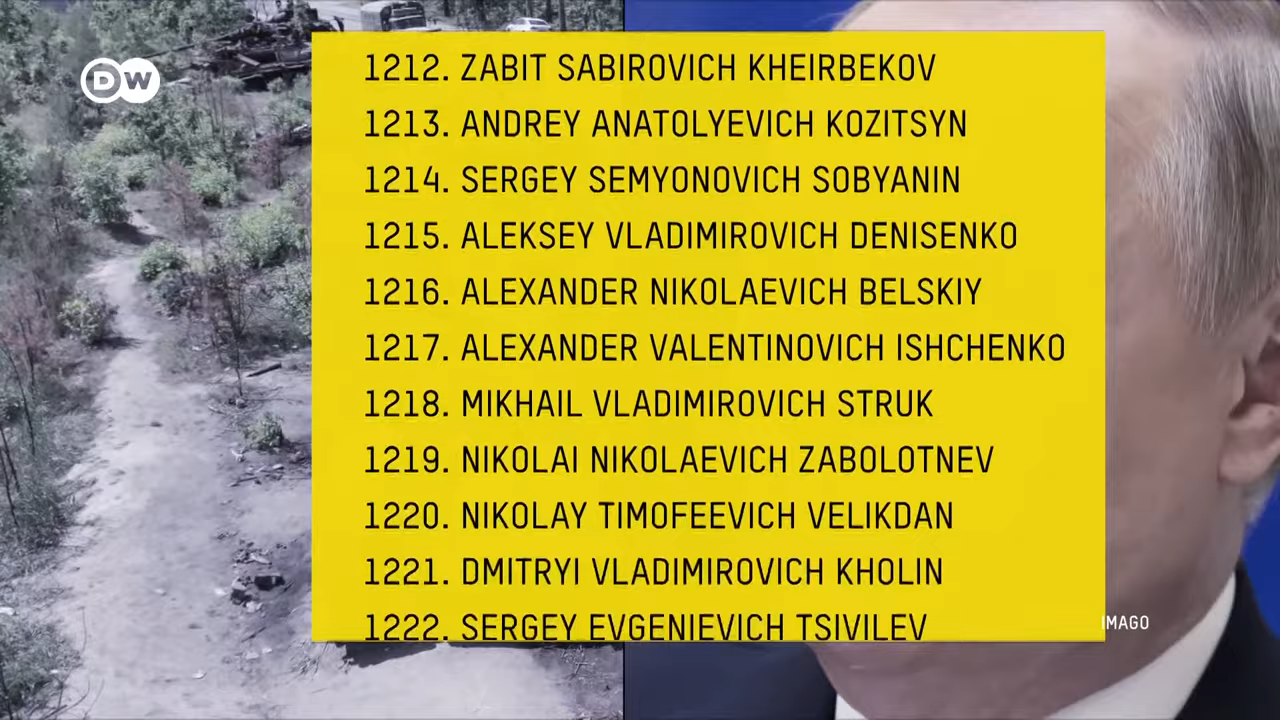 DW
1212. ZABIT SABIROVICH KHEIRBEKOV
1213. ANDREY ANATOLYEVICH KOZITSYN
1214. SERGEY SEMYONOVICH SOBYANIN
1215. ALEKSEY VLADIMIROVICH DENISENKO
1216. ALEXANDER NIKOLAEVICH BELSKIY
1217. ALEXANDER VALENTINOVICH ISHCHENKO
1218. MIKHAIL VLADIMIROVICH STRUK
1219. NIKOLAI NIKOLAEVICH ZABOLOTNEV
1220. NIKOLAY TIMOFEEVICH VELIKDAN
1221. DMITRYI VLADIMIROVICH KHOLIN
1222. SERGEY EVGENIEVICH TSIVILEV
IMAGO